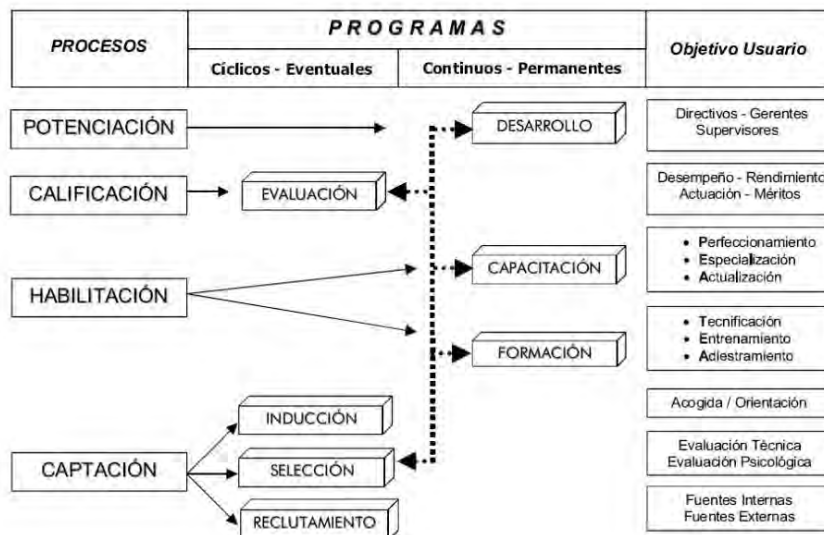 PROCESOS
PROGRAMAS
Cíclicos - Eventuales
Continuos - Permanentes
Objetivo Usuario
POTENCIACIÓN
DESARROLLO
Directivos - Gerentes
Supervisores
CALIFICACIÓN
EVALUACIÓN
Desempeño - Rendimiento
Actuación - Méritos
HABILITACIÓN
CAPACITACIÓN
• Perfeccionamiento
• Especialización
• Actualización
FORMACIÓN
• Tecnificación
• Entrenamiento
• Adiestramiento
CAPTACIÓN
INDUCCIÓN
Acogida / Orientación
SELECCIÓN
Evaluación Técnica
Evaluación Psicológica
RECLUTAMIENTO
Fuentes Internas
Fuentes Externas